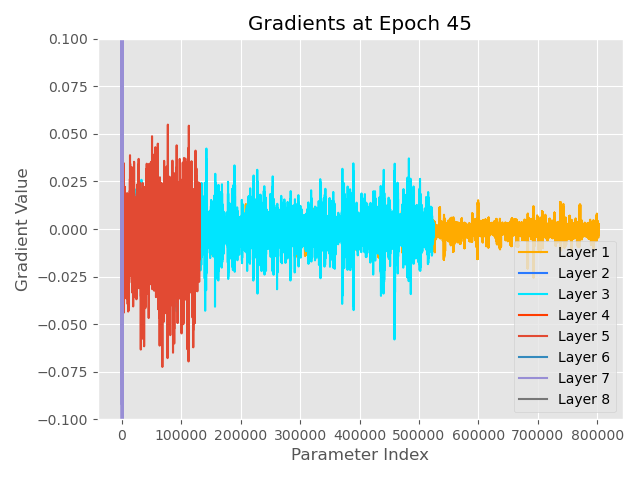 Gradients at Epoch 45
0.100
0.075
0.050
0.025
0.000
−0.025
−0.050
−0.075
−0.100
Gradient Value
0 100000 200000 300000 400000 500000 600000 700000 800000
Parameter Index
Layer 1
Layer 2
Layer 3
Layer 4
Layer 5
Layer 6
Layer 7
Layer 8